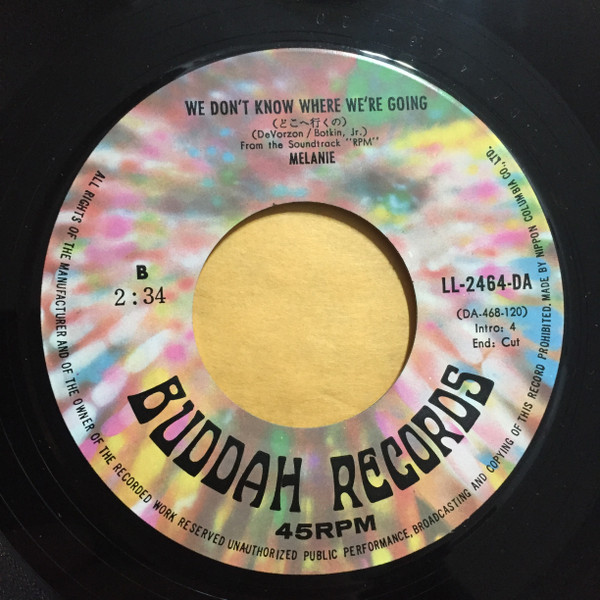 WE DON'T KNOW WHERE WE'RE GOING
(どこへ行くの)
(DeVorzon/Botkin, Jr.)
From the Soundtrack "RPM"
MELANIE
B
2:34
LL-2464-DA
(DA-468-120)
Intro: 4
End: Cut
BUDDAH RECORDS
45RPM
ALL RIGHTS OF THE MANUFACTURER AND OF THE OWNER OF THE RECORDED WORK RESERVED UNAUTHORIZED PUBLIC PERFORMANCE, BROADCASTING AND COPYING OF THIS RECORD PROHIBITED. MADE BY NIPPON COLUMBIA CO., LTD.